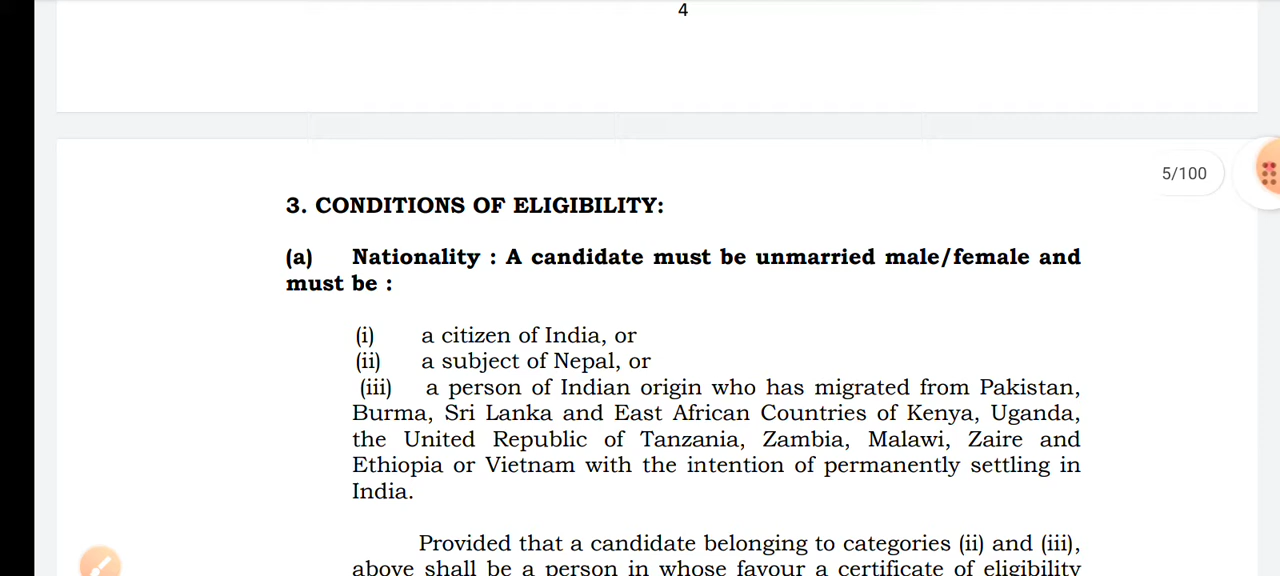 4
5/100
3. CONDITIONS OF ELIGIBILITY:
(a) Nationality : A candidate must be unmarried male/female and
must be :
(i) a citizen of India, or
(ii) a subject of Nepal, or
(iii) a person of Indian origin who has migrated from Pakistan,
Burma, Sri Lanka and East African Countries of Kenya, Uganda,
the United Republic of Tanzania, Zambia, Malawi, Zaire and
Ethiopia or Vietnam with the intention of permanently settling in
India.
Provided that a candidate belonging to categories (ii) and (iii),
above shall be a person in whose favour a certificate of eligibility